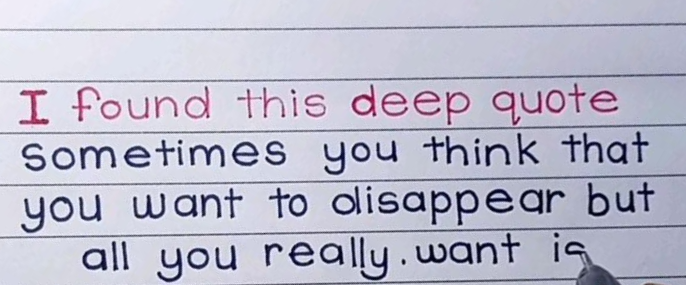 I found this deep quote
Sometimes you think that
you want to disappear but
all you really.want is